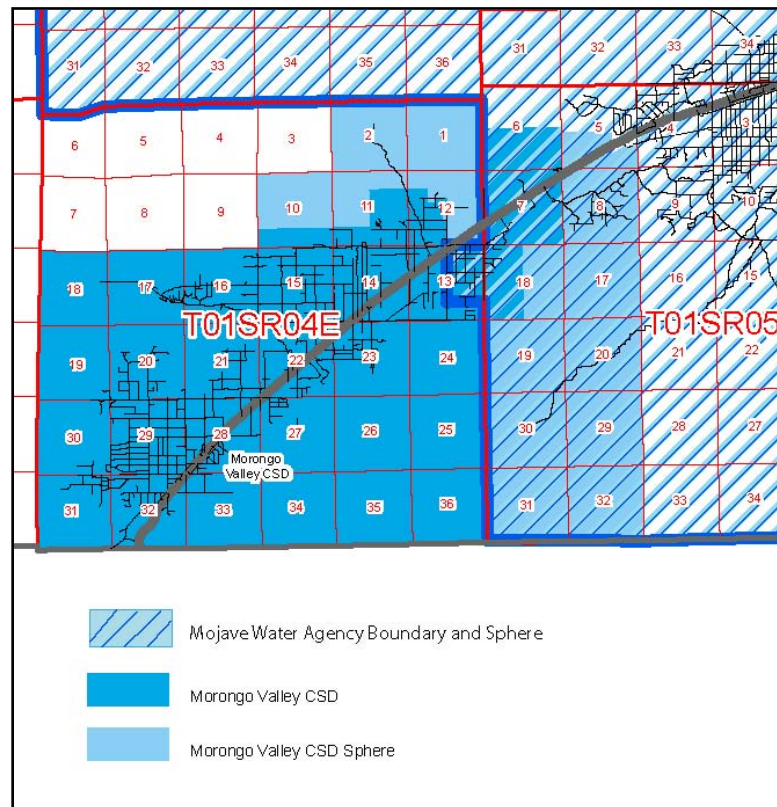 31 32 33 34 35 36 31 32 33 34
6 5 4 3 2 1 6 5 4 3
7 8 9 10 11 12 7 8 9 10
18 17 16 15 14 13 18 17 16 15
T01SR04E T01SR05
19 20 21 22 23 24 19 20 21 22
30 29 28 27 26 25 30 29 28 27
Morongo
Valley CSD
31 32 33 34 35 36 31 32 33 34
Mojave Water Agency Boundary and Sphere
Morongo Valley CSD
Morongo Valley CSD Sphere